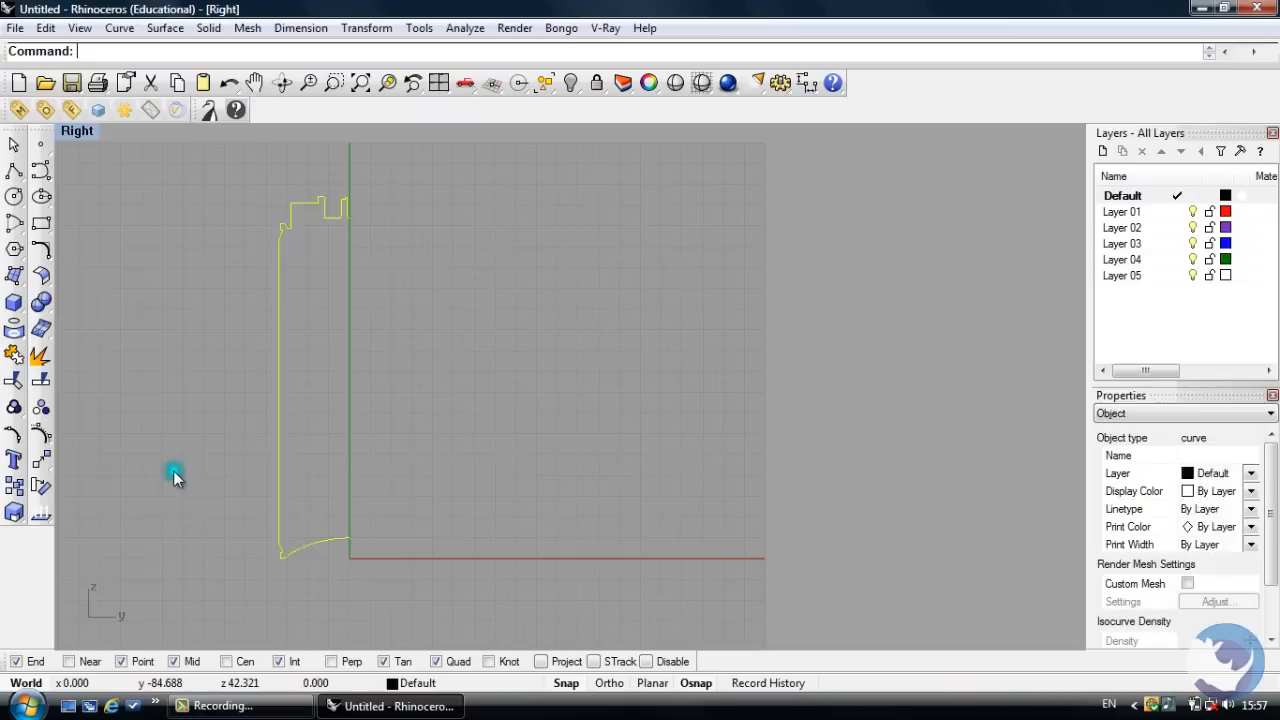 Untitled - Rhinoceros (Educational) - [Right]
File Edit View Curve Surface Solid Mesh Dimension Transform Tools Analyze Render Bongo V-Ray Help
Command:
Right
Layers - All Layers
Name Mate
Default
Layer 01
Layer 02
Layer 03
Layer 04
Layer 05
Properties
Object
Object type curve
Name
Layer Default
Display Color By Layer
Linetype By Layer
Print Color By Layer
Print Width By Layer
Render Mesh Settings
Custom Mesh
Settings Adjust...
Isocurve Density
Density
z
y
End Near Point Mid Cen Int Perp Tan Quad Knot Project STrack Disable
World x 0.000 y -84.688 z 42.321 0.000 Default Snap Ortho Planar Osnap Record History
Recording... Untitled - Rhinocero... EN 15:57